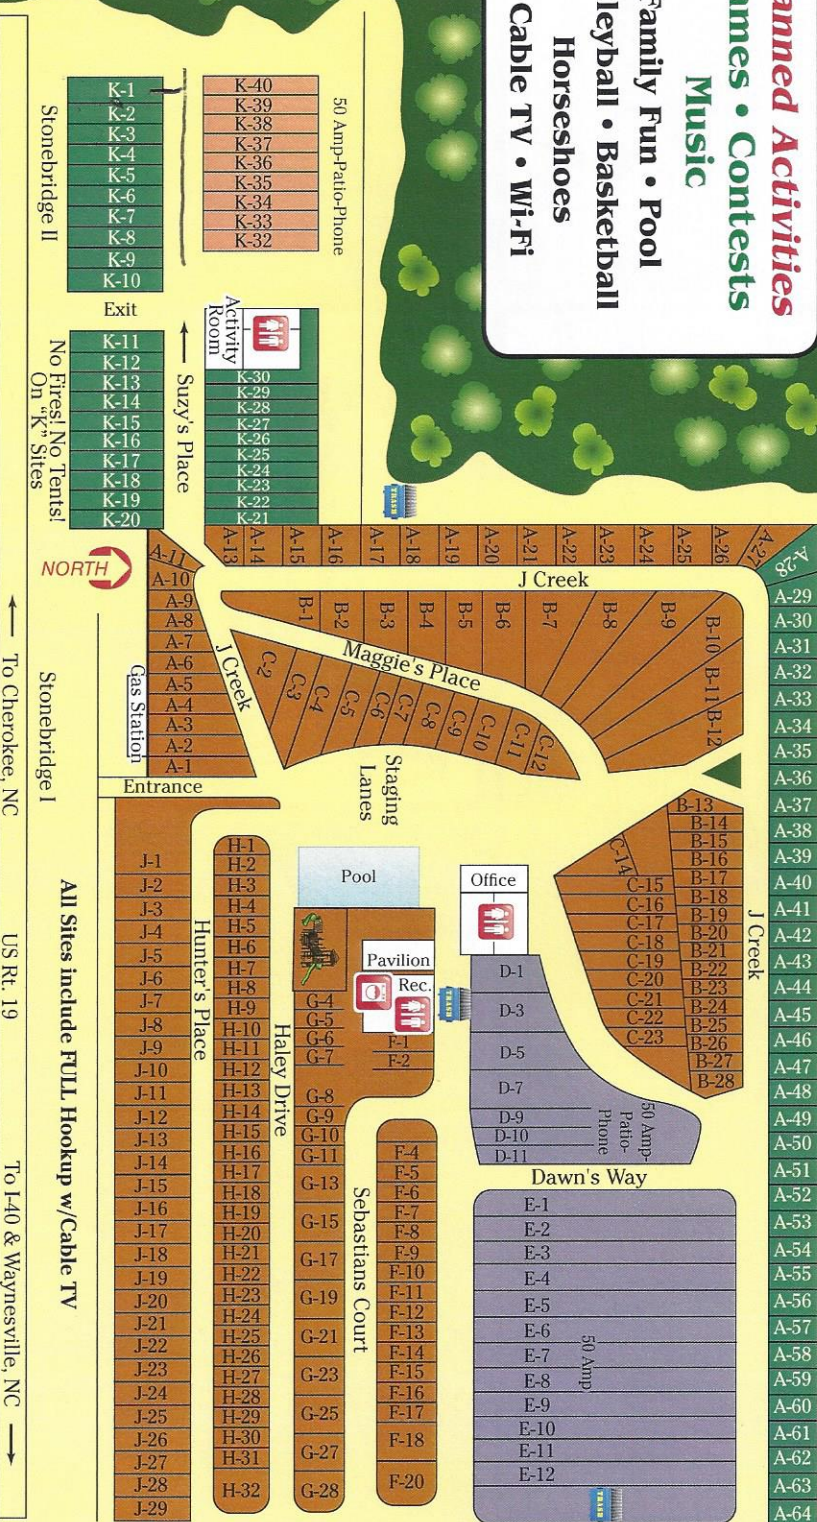 anned Activities
ames • Contests
Music
Family Fun • Pool
leyball • Basketball
Horseshoes
Cable TV • Wi-Fi
50 Amp-Patio-Phone
K-40
K-39
K-38
K-37
K-36
K-35
K-34
K-33
K-32
K-1
K-2
K-3
K-4
K-5
K-6
K-7
K-8
K-9
K-10
Stonebridge II
Exit
Activity
Room
K-30
K-29
K-28
K-27
K-26
K-25
K-24
K-23
K-22
K-21
Suzy's Place
K-11
K-12
K-13
K-14
K-15
K-16
K-17
K-18
K-19
K-20
No Fires! No Tents!
On "K" Sites
TRASH
NORTH
A-11
A-10
A-9
A-8
A-7
A-6
A-5
A-4
A-3
A-2
A-1
Gas Station
J Creek
A-13
A-14
A-15
A-16
A-17
A-18
A-19
A-20
A-21
A-22
A-23
A-24
A-25
A-26
A-27
A-28
J Creek
A-29
A-30
A-31
A-32
A-33
A-34
A-35
A-36
A-37
A-38
A-39
A-40
A-41
A-42
A-43
A-44
A-45
A-46
A-47
A-48
A-49
A-50
A-51
A-52
A-53
A-54
A-55
A-56
A-57
A-58
A-59
A-60
A-61
A-62
A-63
A-64
B-1
B-2
B-3
B-4
B-5
B-6
B-7
B-8
B-9
B-10
B-11
B-12
Maggie's Place
C-2
C-3
C-4
C-5
C-6
C-7
C-8
C-9
C-10
C-11
C-12
Staging
Lanes
Entrance
Stonebridge I
B-13
B-14
B-15
B-16
B-17
B-18
B-19
B-20
B-21
B-22
B-23
B-24
B-25
B-26
B-27
B-28
C-14
C-15
C-16
C-17
C-18
C-19
C-20
C-21
C-22
C-23
J Creek
Pool
Office
Pavilion
Rec.
TRASH
D-1
D-3
D-5
D-7
D-9
D-10
D-11
50 Amp-
Patio-
Phone
Dawn's Way
E-1
E-2
E-3
E-4
E-5
E-6
E-7
E-8
E-9
E-10
E-11
E-12
50 Amp
TRASH
F-1
F-2
F-4
F-5
F-6
F-7
F-8
F-9
F-10
F-11
F-12
F-13
F-14
F-15
F-16
F-17
F-18
F-20
Sebastians Court
G-4
G-5
G-6
G-7
G-8
G-9
G-10
G-11
G-13
G-15
G-17
G-19
G-21
G-23
G-25
G-27
G-28
Haley Drive
H-1
H-2
H-3
H-4
H-5
H-6
H-7
H-8
H-9
H-10
H-11
H-12
H-13
H-14
H-15
H-16
H-17
H-18
H-19
H-20
H-21
H-22
H-23
H-24
H-25
H-26
H-27
H-28
H-29
H-30
H-31
H-32
Hunter's Place
J-1
J-2
J-3
J-4
J-5
J-6
J-7
J-8
J-9
J-10
J-11
J-12
J-13
J-14
J-15
J-16
J-17
J-18
J-19
J-20
J-21
J-22
J-23
J-24
J-25
J-26
J-27
J-28
J-29
All Sites include FULL Hookup w/Cable TV
To Cherokee, NC
US Rt. 19
To I-40 & Waynesville, NC